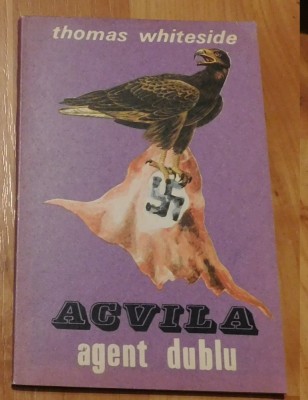 thomas whiteside
ACVILA
agent dublu